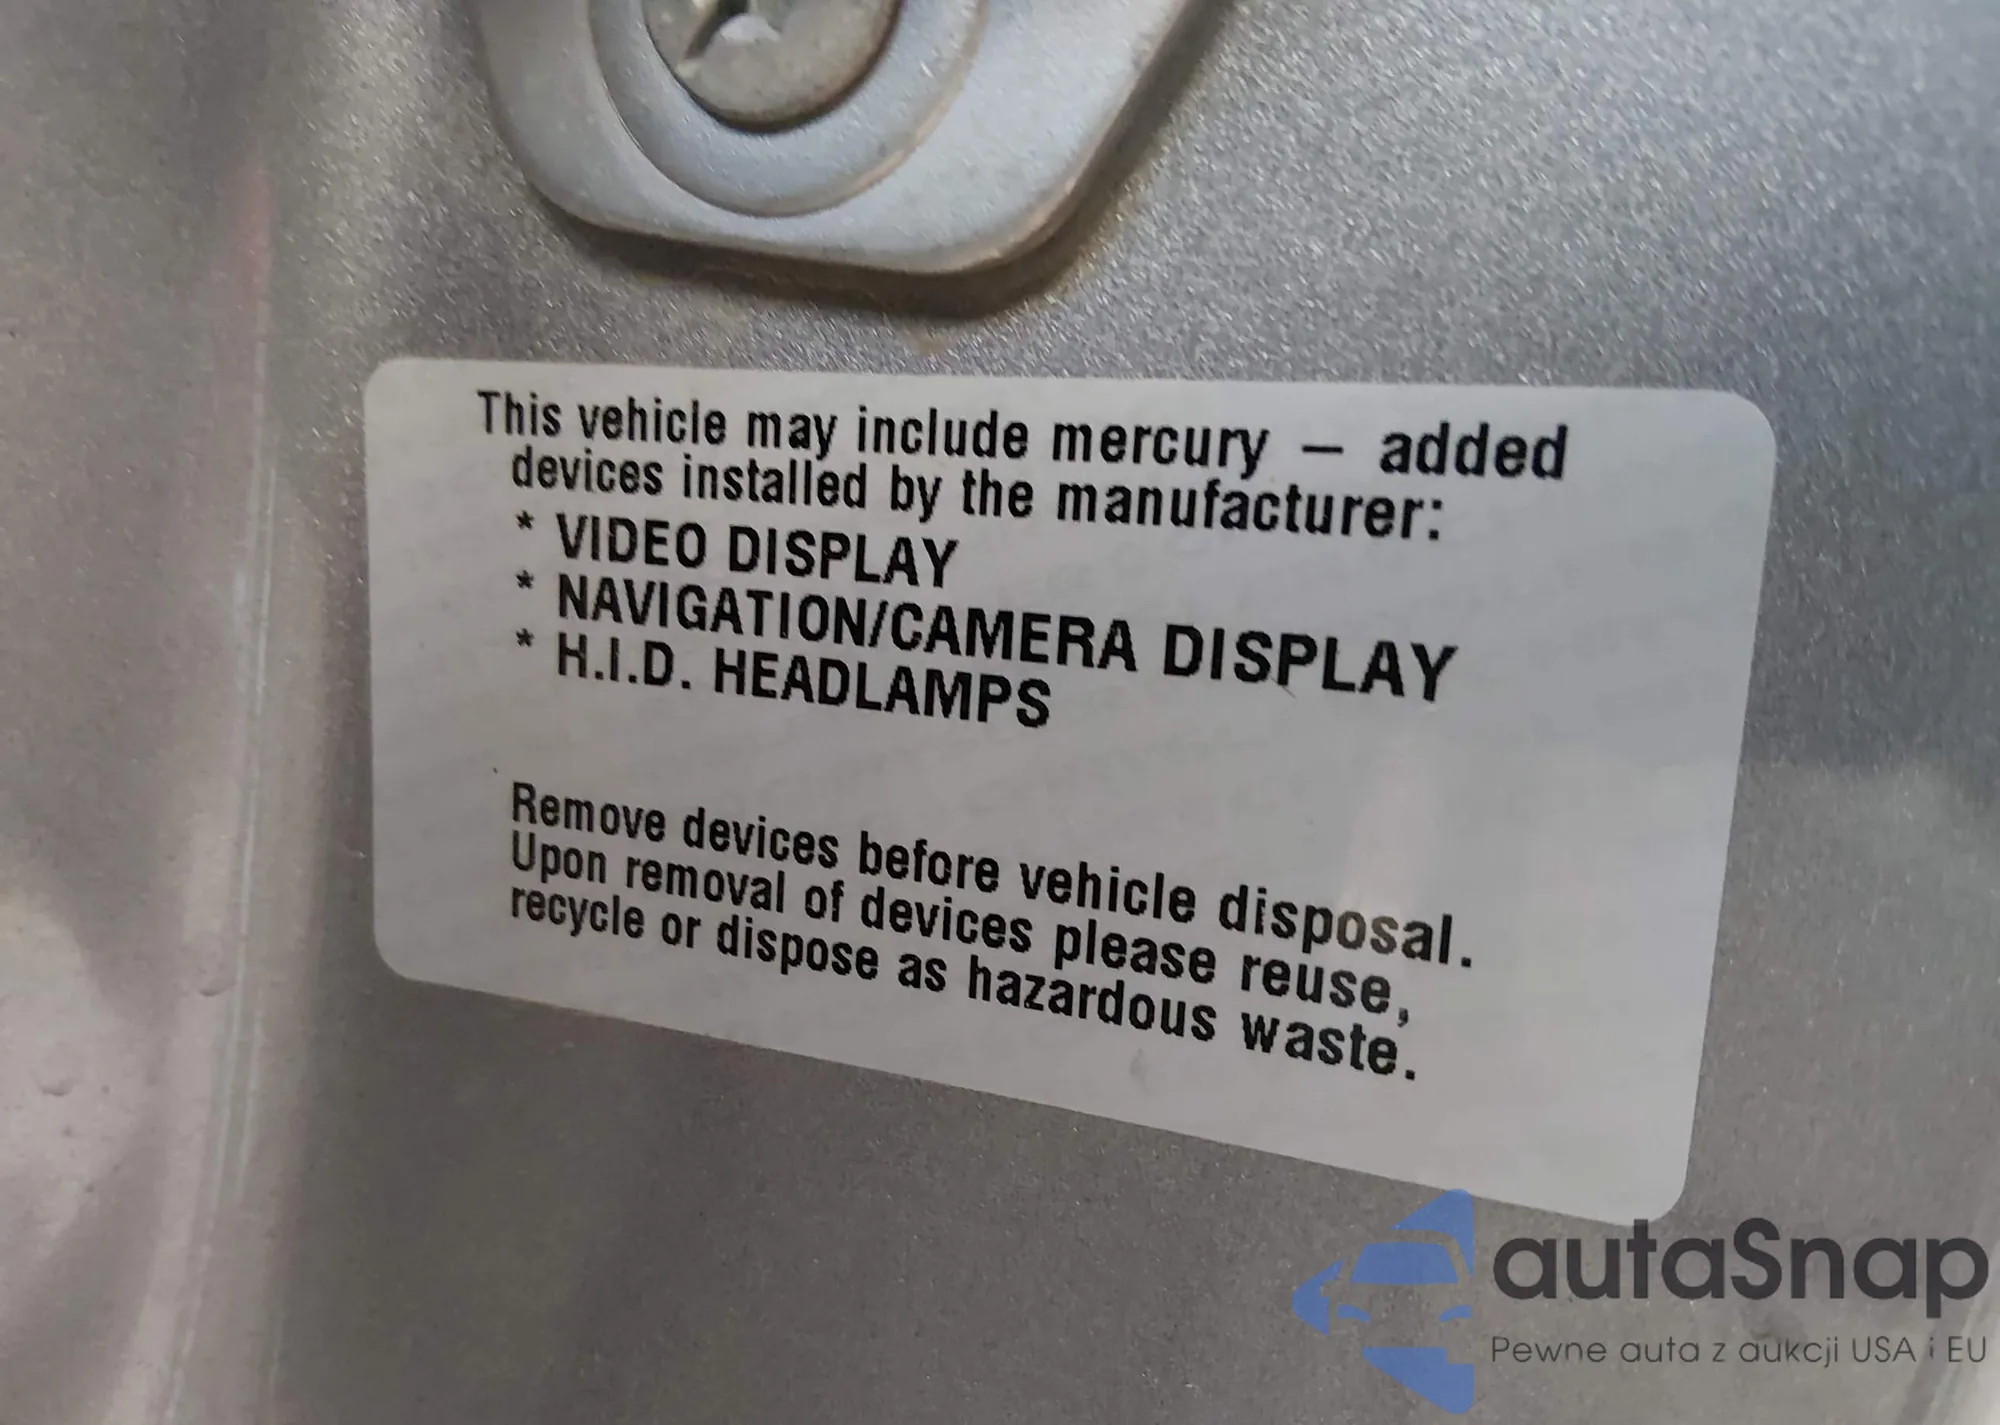 This vehicle may include mercury – added
devices installed by the manufacturer:
* VIDEO DISPLAY
* NAVIGATION/CAMERA DISPLAY
* H.I.D. HEADLAMPS
Remove devices before vehicle disposal.
Upon removal of devices please reuse,
recycle or dispose as hazardous waste.
autaSnap
Pewne auta z aukcji USA i EU